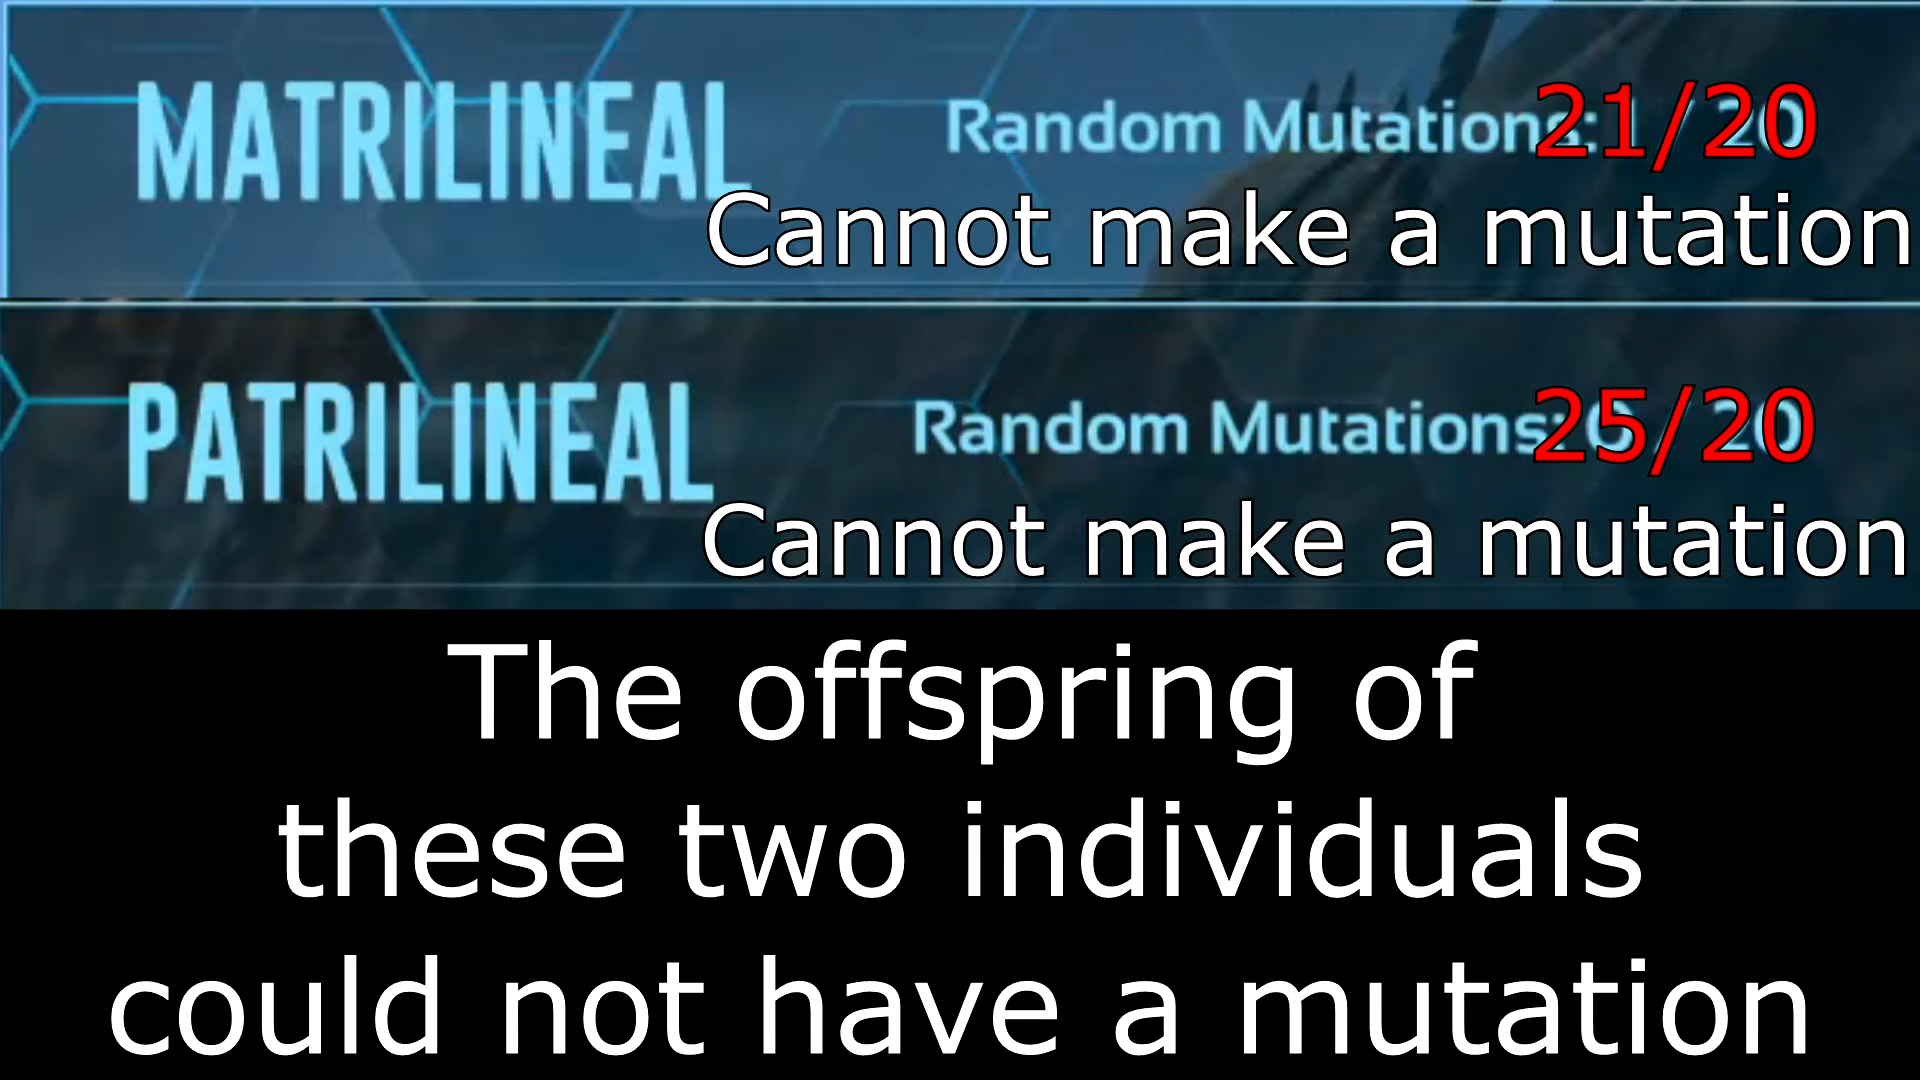 MATRILINEAL Random Mutations: 21/20
Cannot make a mutation
PATRILINEAL Random Mutations: 25/20
Cannot make a mutation
The offspring of
these two individuals
could not have a mutation